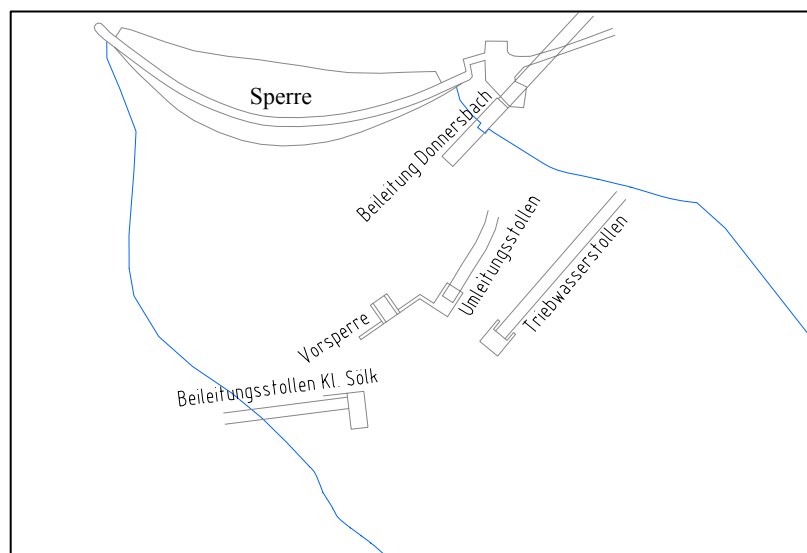 Sperre
Beileitung Donnersbach
Umleitungsstollen
Triebwasserstollen
Vorsperre
Beileitungsstollen Kl. Sölk